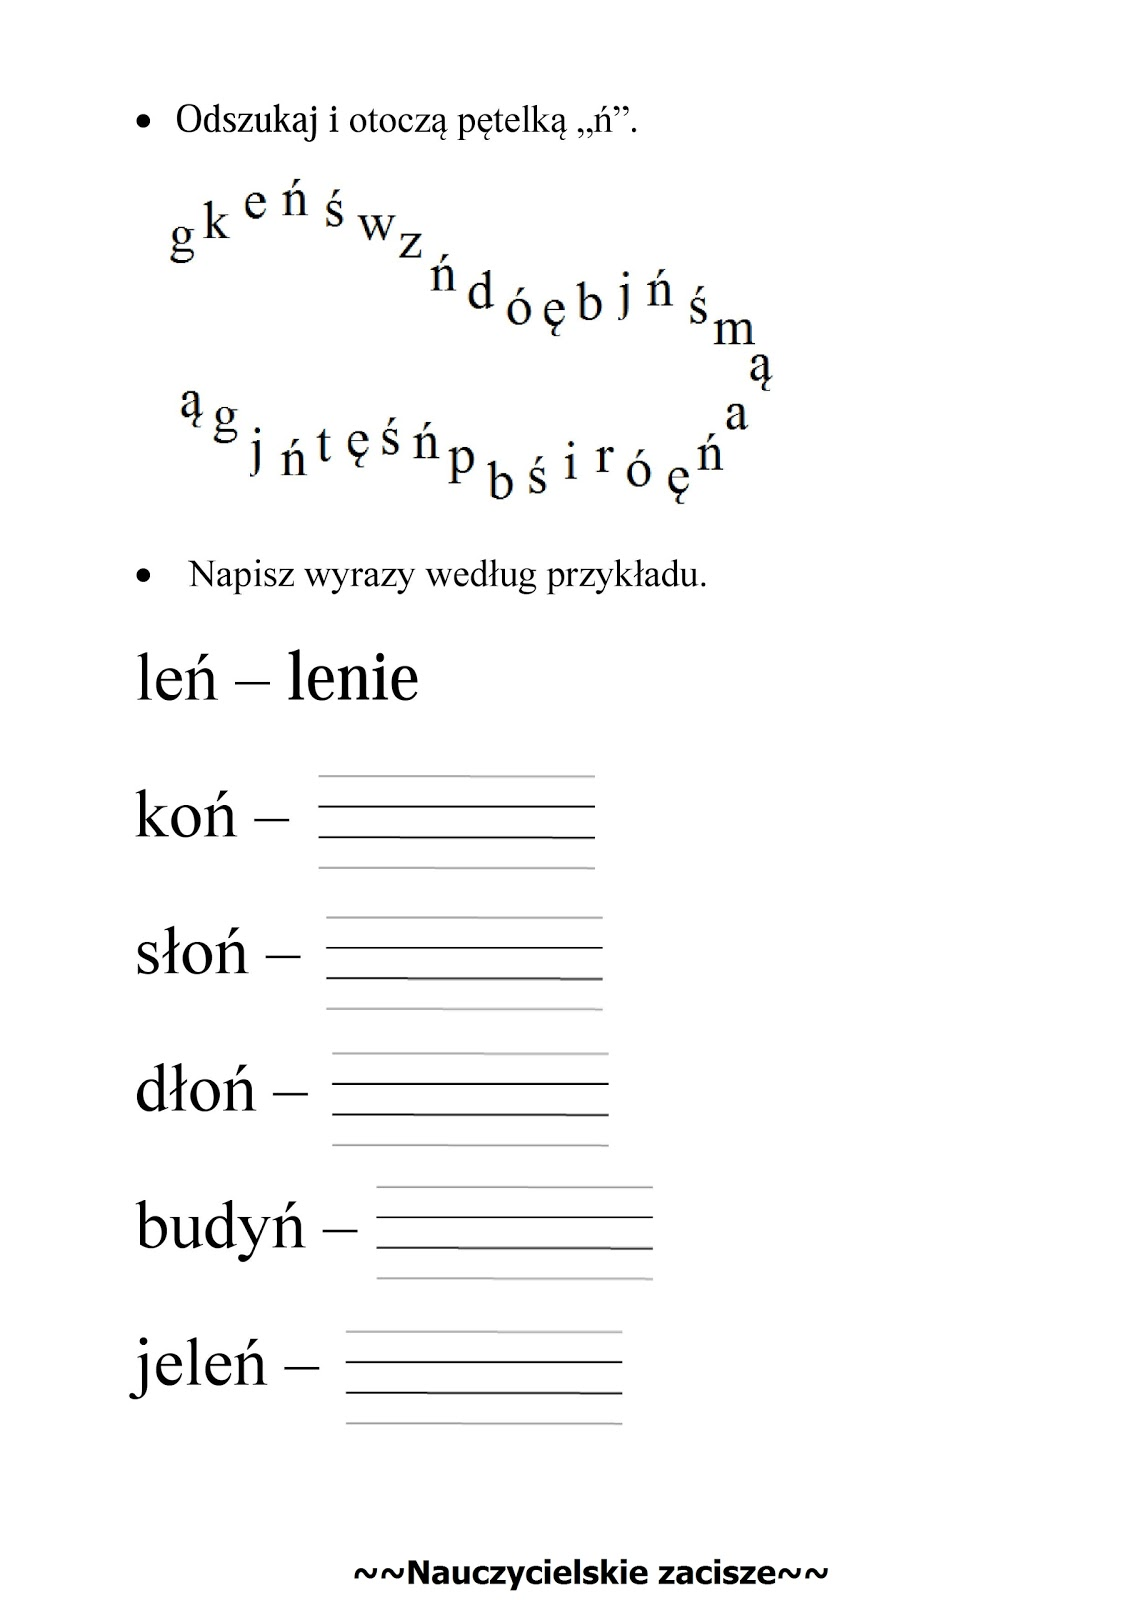 • Odszukaj i otoczą pętelką „ń”.
g k e ń ś w z ń d ó ę b j ń ś m ą
ą g j ń t ę ś ń p b ś i r ó ę ń a
• Napisz wyrazy według przykładu.
leń – lenie
koń –
słoń –
dłoń –
budyń –
jeleń –
~~Nauczycielskie zacisze~~